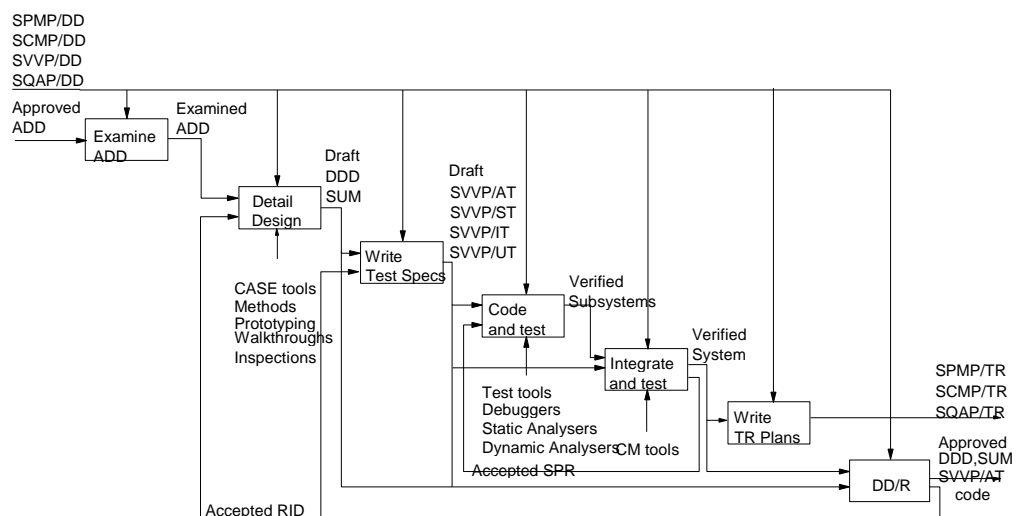 SPMP/DD
SCMP/DD
SVVP/DD
SQAP/DD
Approved
ADD
Examine
ADD
Examined
ADD
Detail
Design
Draft
DDD
SUM
CASE tools
Methods
Prototyping
Walkthroughs
Inspections
Write
Test Specs
Draft
SVVP/AT
SVVP/ST
SVVP/IT
SVVP/UT
Code
and test
Verified
Subsystems
Test tools
Debuggers
Static Analysers
Dynamic Analysers
Integrate
and test
CM tools
Verified
System
Write
TR Plans
SPMP/TR
SCMP/TR
SQAP/TR
DD/R
Approved
DDD,SUM
SVVP/AT
code
Accepted SPR
Accepted RID